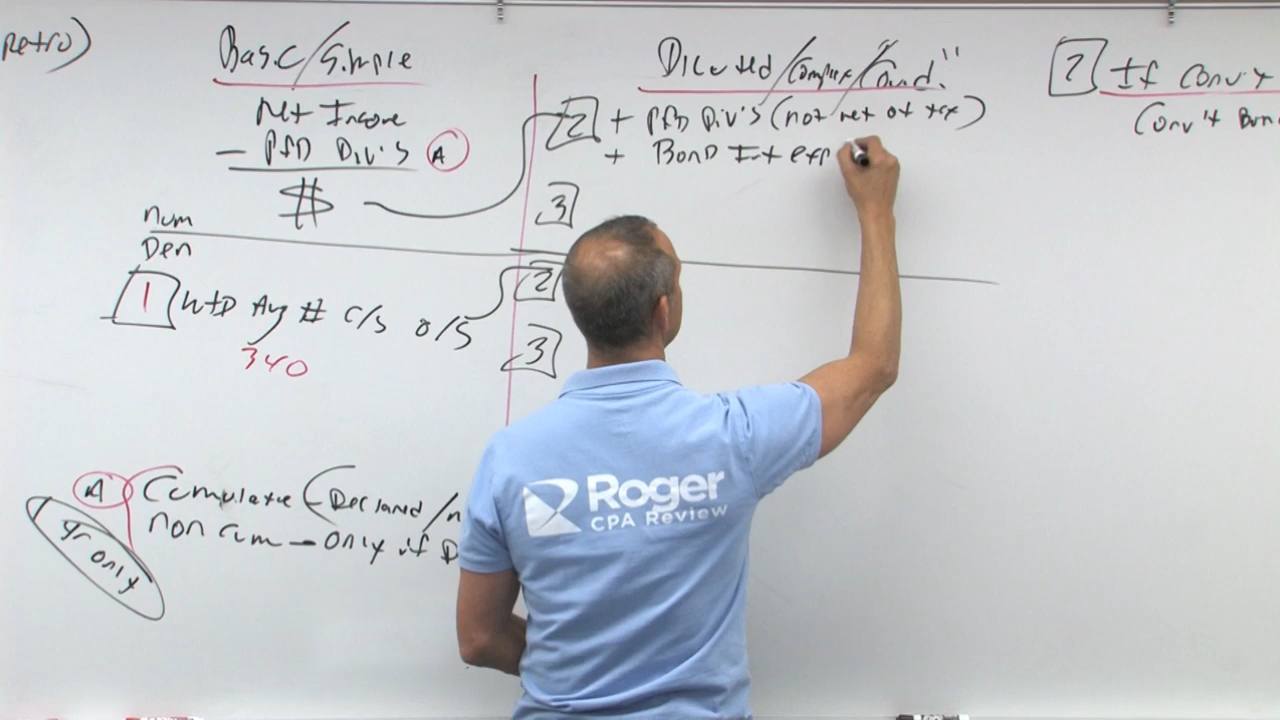 Retro)
Basic/Simple
Net Income
- PFD Div's A
$
num
Den
1 WtD Avg # C/S O/S
340
A Cumulative (Declared/n
non cum - only if D
yr only
Diluted/Complex/"Cond."
2 + PFD Div's (not net of tax)
+ Bond Int exp
3
2
3
2 If Conv't
Conv't Bon
Roger
CPA Review